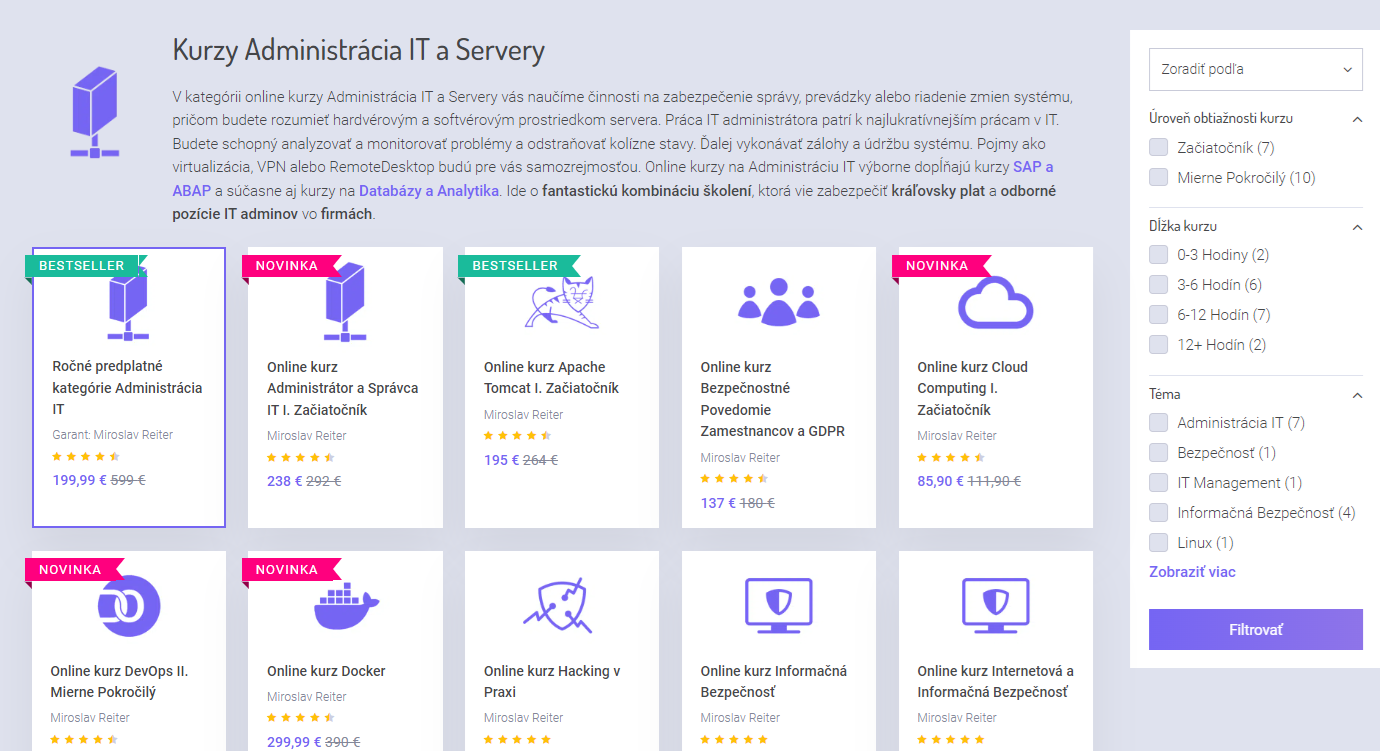 Kurzy Administrácia IT a Servery
V kategórii online kurzy Administrácia IT a Servery vás naučíme činnosti na zabezpečenie správy, prevádzky alebo riadenie zmien systému,
pričom budete rozumieť hardvérovým a softvérovým prostriedkom servera. Práca IT administrátora patrí k najlukratívnejším prácam v IT.
Budete schopný analyzovať a monitorovať problémy a odstraňovať kolízne stavy. Ďalej vykonávať zálohy a údržbu systému. Pojmy ako
virtualizácia, VPN alebo RemoteDesktop budú pre vás samozrejmosťou. Online kurzy na Administráciu IT výborne dopĺňajú kurzy SAP a
ABAP a súčasne aj kurzy na Databázy a Analytika. Ide o fantastickú kombináciu školení, ktorá vie zabezpečiť kráľovsky plat a odborné
pozície IT adminov vo firmách.
BESTSELLER
Ročné predplatné
kategórie Administrácia
IT
Garant: Miroslav Reiter
199,99 € 599 €
NOVINKA
Online kurz
Administrátor a Správca
IT I. Začiatočník
Miroslav Reiter
238 € 292 €
BESTSELLER
Online kurz Apache
Tomcat I. Začiatočník
Miroslav Reiter
195 € 264 €
Online kurz
Bezpečnostné
Povedomie
Zamestnancov a GDPR
Miroslav Reiter
137 € 180 €
NOVINKA
Online kurz Cloud
Computing I.
Začiatočník
Miroslav Reiter
85,90 € 111,90 €
NOVINKA
Online kurz DevOps II.
Mierne Pokročilý
Miroslav Reiter
NOVINKA
Online kurz Docker
Miroslav Reiter
299,99 € 390 €
Online kurz Hacking v
Praxi
Miroslav Reiter
Online kurz Informačná
Bezpečnosť
Miroslav Reiter
Online kurz Internetová a
Informačná Bezpečnosť
Miroslav Reiter
Zoradiť podľa
Úroveň obtiažnosti kurzu
Začiatočník (7)
Mierne Pokročilý (10)
Dĺžka kurzu
0-3 Hodiny (2)
3-6 Hodín (6)
6-12 Hodín (7)
12+ Hodín (2)
Téma
Administrácia IT (7)
Bezpečnosť (1)
IT Management (1)
Informačná Bezpečnosť (4)
Linux (1)
Zobraziť viac
Filtrovať